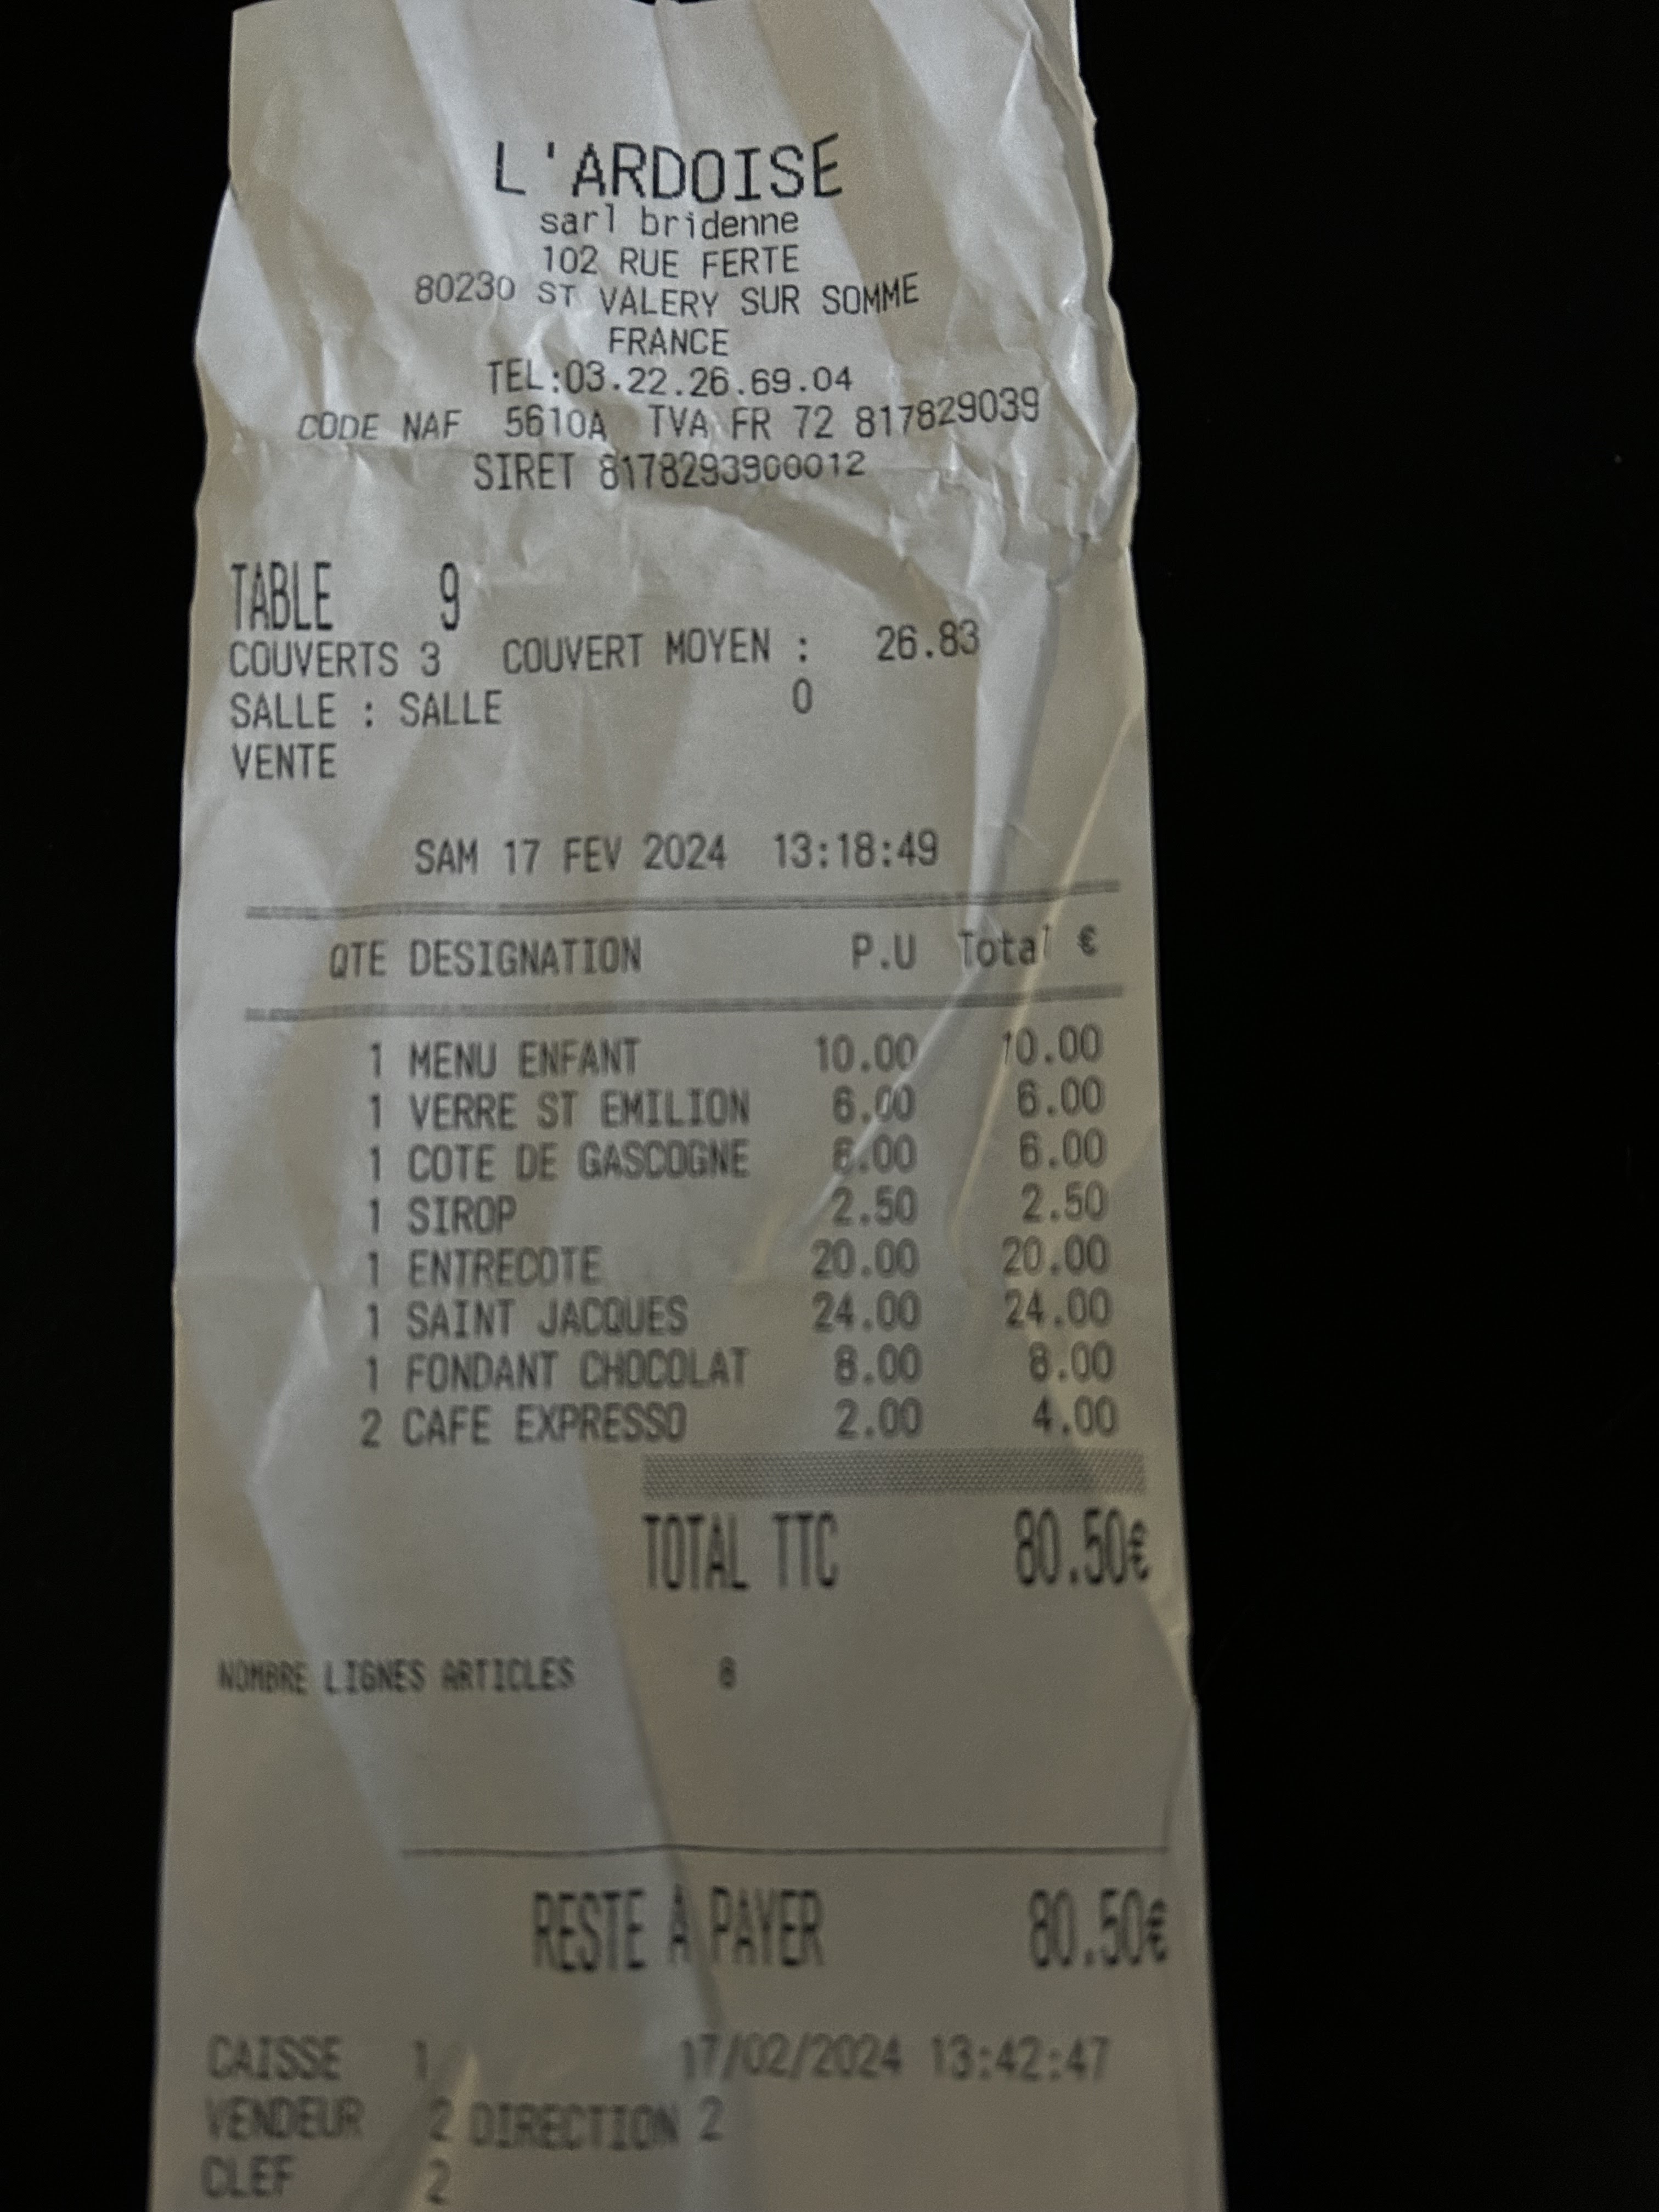 L'ARDOISE
sarl bridenne
102 RUE FERTE
80230 ST VALERY SUR SOMME
FRANCE
TEL:03.22.26.69.04
CODE NAF 5610A TVA FR 72 817829039
SIRET 8178293900012
TABLE 9
COUVERTS 3 COUVERT MOYEN : 26.83
SALLE : SALLE 0
VENTE
SAM 17 FEV 2024 13:18:49
QTE DESIGNATION P.U Total €
1 MENU ENFANT 10.00 10.00
1 VERRE ST EMILION 6.00 6.00
1 COTE DE GASCOGNE 6.00 6.00
1 SIROP 2.50 2.50
1 ENTRECOTE 20.00 20.00
1 SAINT JACQUES 24.00 24.00
1 FONDANT CHOCOLAT 8.00 8.00
2 CAFE EXPRESSO 2.00 4.00
TOTAL TTC 80.50€
NOMBRE LIGNES ARTICLES 8
RESTE A PAYER 80.50€
CAISSE 1 17/02/2024 13:42:47
VENDEUR 2 DIRECTION 2
CLEF 2